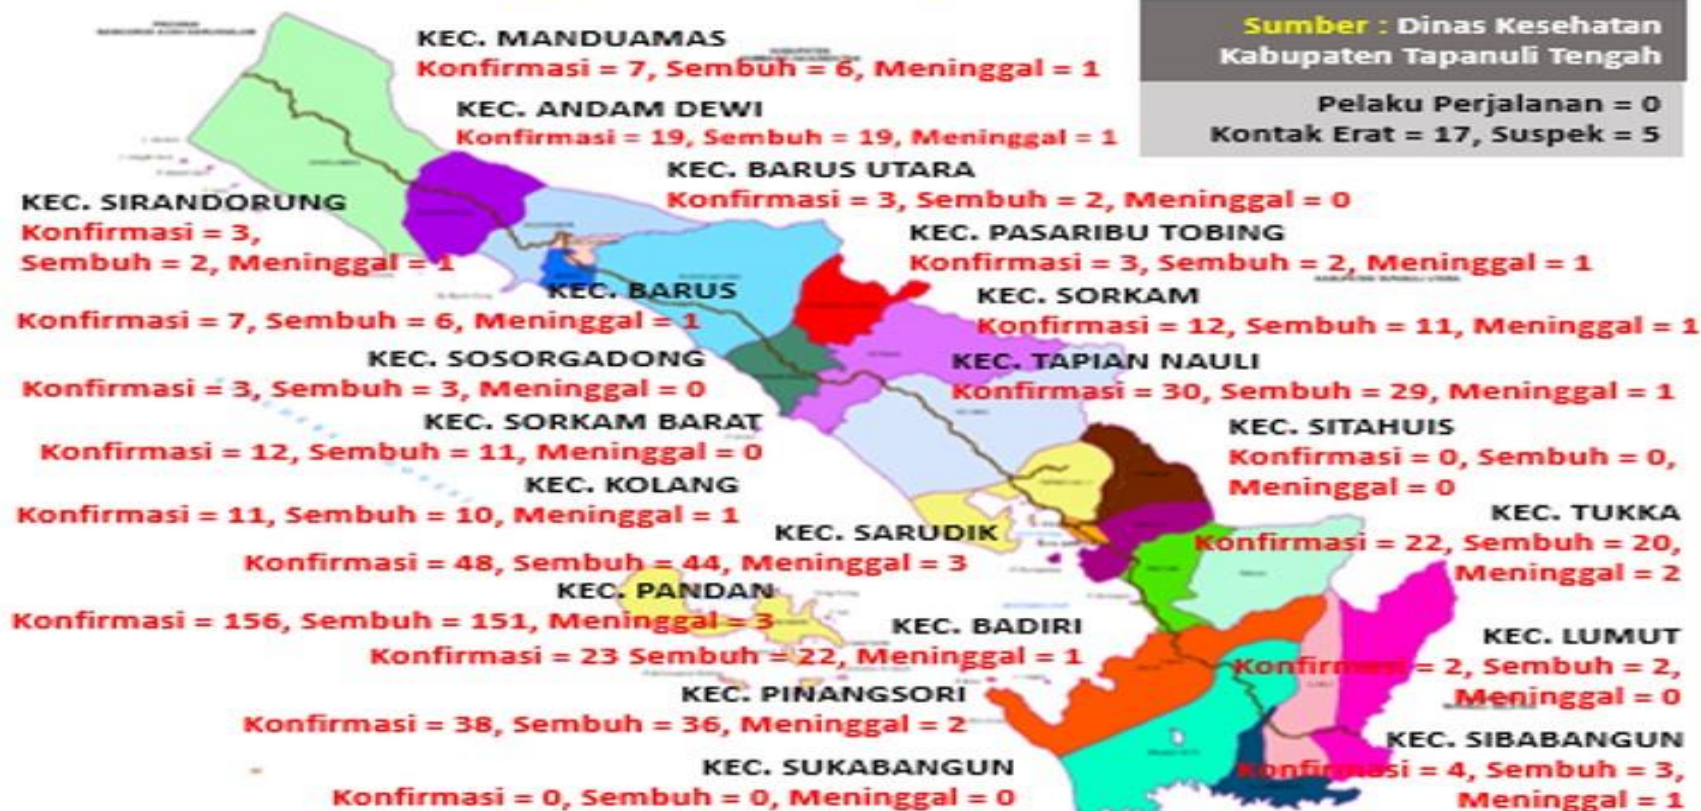 Sumber : Dinas Kesehatan
Kabupaten Tapanuli Tengah
Pelaku Perjalanan = 0
Kontak Erat = 17, Suspek = 5
KEC. MANDUAMAS
Konfirmasi = 7, Sembuh = 6, Meninggal = 1
KEC. ANDAM DEWI
Konfirmasi = 19, Sembuh = 19, Meninggal = 1
KEC. BARUS UTARA
Konfirmasi = 3, Sembuh = 2, Meninggal = 0
KEC. SIRANDORUNG
Konfirmasi = 3,
Sembuh = 2, Meninggal = 1
KEC. PASARIBU TOBING
Konfirmasi = 3, Sembuh = 2, Meninggal = 1
KEC. BARUS
Konfirmasi = 7, Sembuh = 6, Meninggal = 1
KEC. SORKAM
Konfirmasi = 12, Sembuh = 11, Meninggal = 1
KEC. SOSORGADONG
Konfirmasi = 3, Sembuh = 3, Meninggal = 0
KEC. TAPIAN NAULI
Konfirmasi = 30, Sembuh = 29, Meninggal = 1
KEC. SORKAM BARAT
Konfirmasi = 12, Sembuh = 11, Meninggal = 0
KEC. SITAHUIS
Konfirmasi = 0, Sembuh = 0,
Meninggal = 0
KEC. KOLANG
Konfirmasi = 11, Sembuh = 10, Meninggal = 1
KEC. TUKKA
Konfirmasi = 22, Sembuh = 20,
Meninggal = 2
KEC. SARUDIK
Konfirmasi = 48, Sembuh = 44, Meninggal = 3
KEC. PANDAN
Konfirmasi = 156, Sembuh = 151, Meninggal = 3
KEC. BADIRI
Konfirmasi = 23 Sembuh = 22, Meninggal = 1
KEC. LUMUT
Konfirmasi = 2, Sembuh = 2,
Meninggal = 0
KEC. PINANGSORI
Konfirmasi = 38, Sembuh = 36, Meninggal = 2
KEC. SIBABANGUN
Konfirmasi = 4, Sembuh = 3,
Meninggal = 1
KEC. SUKABANGUN
Konfirmasi = 0, Sembuh = 0, Meninggal = 0